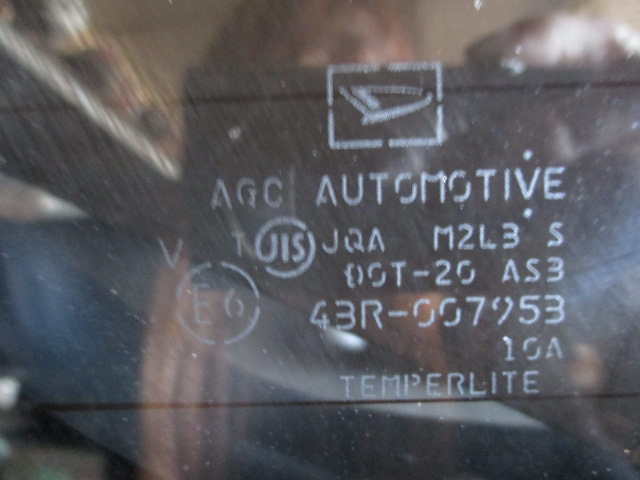 AGC AUTOMOTIVE
T JIS JQA M2L3 S
V
DOT-20 AS3
E6 43R-007953
10A
TEMPERLITE